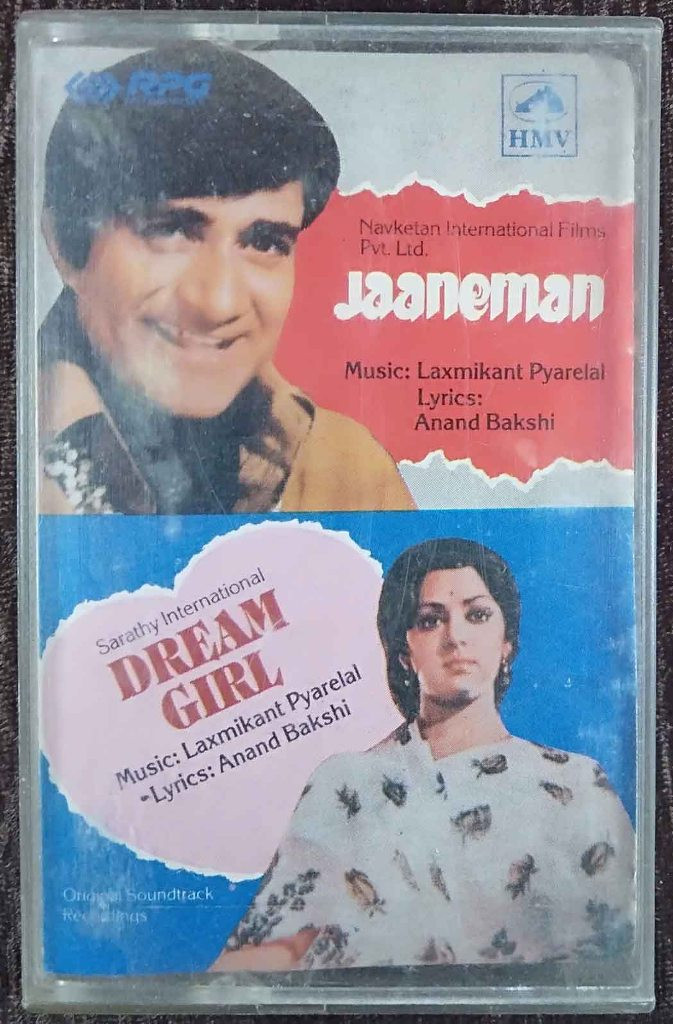 RPG
HMV
Navketan International Films
Pvt. Ltd.
Jaaneman
Music: Laxmikant Pyarelal
Lyrics:
Anand Bakshi
Sarathy International
DREAM
GIRL
Music: Laxmikant Pyarelal
Lyrics: Anand Bakshi
Original Soundtrack
Recordings